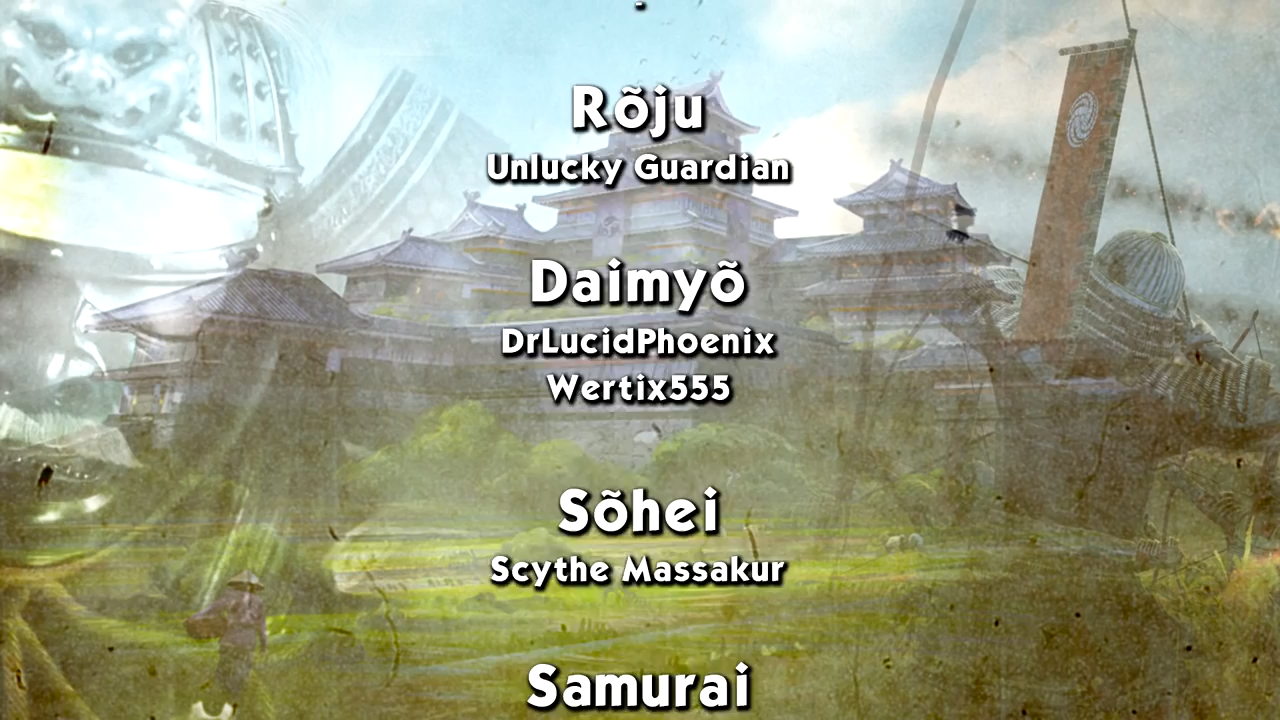 Rõju
Unlucky Guardian
Daimyõ
DrLucidPhoenix
Wertix555
Sõhei
Scythe Massakur
Samurai